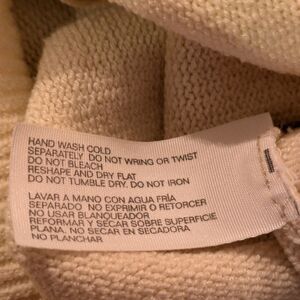 HAND WASH COLD
SEPARATELY DO NOT WRING OR TWIST
DO NOT BLEACH
RESHAPE AND DRY FLAT
DO NOT TUMBLE DRY. DO NOT IRON
LAVAR A MANO CON AGUA FRÍA
SEPARADO NO EXPRIMIR O RETORCER
NO USAR BLANQUEADOR
REFORMAR Y SECAR SOBRE SUPERFICIE
PLANA. NO SECAR EN SECADORA
NO PLANCHAR